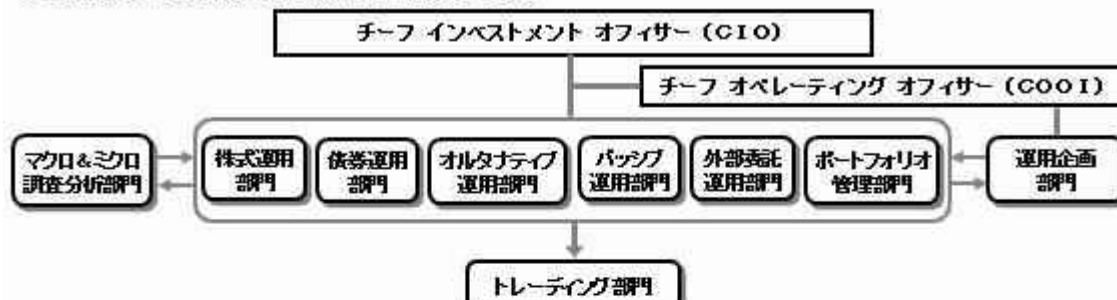 チーフ インベストメント オフィサー (CIO)
チーフ オペレーティング オフィサー (COOI)
マクロ&ミクロ
調査分析部門
株式運用
部門
債券運用
部門
オルタナティブ
運用部門
パッシブ
運用部門
外部委託
運用部門
ポートフォリオ
管理部門
運用企画
部門
トレーディング部門